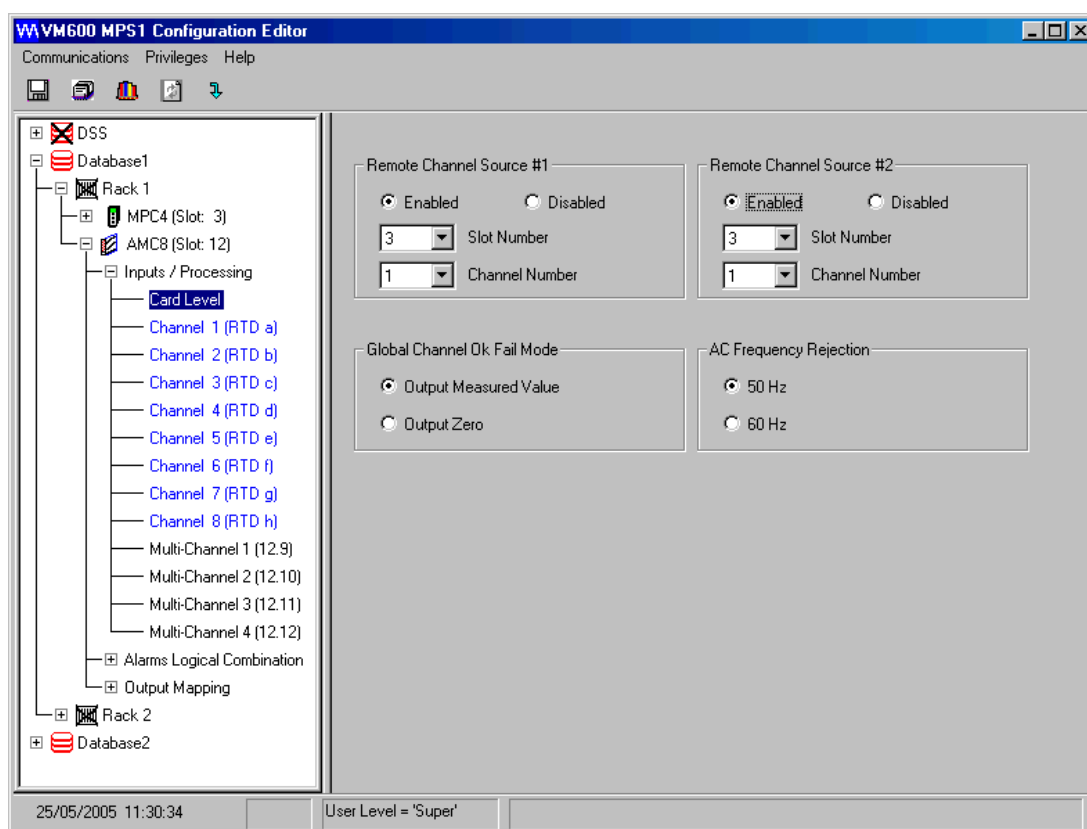 VM600 MPS1 Configuration Editor
Communications Privileges Help
DSS
Database1
Rack 1
MPC4 (Slot: 3)
AMC8 (Slot: 12)
Inputs / Processing
Card Level
Channel 1 (RTD a)
Channel 2 (RTD b)
Channel 3 (RTD c)
Channel 4 (RTD d)
Channel 5 (RTD e)
Channel 6 (RTD f)
Channel 7 (RTD g)
Channel 8 (RTD h)
Multi-Channel 1 (12.9)
Multi-Channel 2 (12.10)
Multi-Channel 3 (12.11)
Multi-Channel 4 (12.12)
Alarms Logical Combination
Output Mapping
Rack 2
Database2
Remote Channel Source #1
Enabled Disabled
3 Slot Number
1 Channel Number
Remote Channel Source #2
Enabled Disabled
3 Slot Number
1 Channel Number
Global Channel Ok Fail Mode
Output Measured Value
Output Zero
AC Frequency Rejection
50 Hz
60 Hz
25/05/2005 11:30:34
User Level = 'Super'